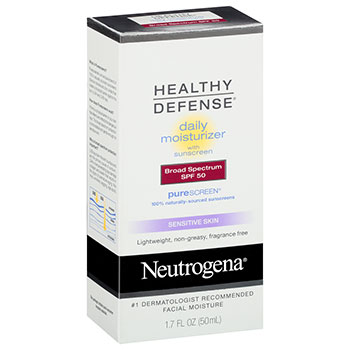 HEALTHY
DEFENSE®
daily
moisturizer
with
sunscreen
Broad Spectrum
SPF 50
pureSCREEN™
100% naturally-sourced sunscreens
SENSITIVE SKIN
Lightweight, non-greasy, fragrance free
Neutrogena®
#1 DERMATOLOGIST RECOMMENDED
FACIAL MOISTURE
1.7 FL OZ (50mL)